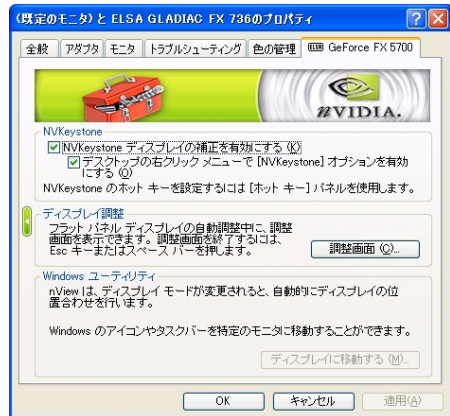 (既定のモニタ) と ELSA GLADIAC FX 736のプロパティ
全般 アダプタ モニタ トラブルシューティング 色の管理 GeForce FX 5700
NVIDIA.
NVKeystone
NVKeystone ディスプレイの補正を有効にする (K)
デスクトップの右クリック メニューで [NVKeystone] オプションを有効
にする (O)
NVKeystone のホット キーを設定するには [ホット キー] パネルを使用します。
ディスプレイ調整
フラット パネル ディスプレイの自動調整中に、調整
画面を表示できます。調整画面を終了するには、
Esc キーまたはスペース バーを押します。
調整画面 (C)...
Windows ユーティリティ
nView は、ディスプレイ モードが変更されると、自動的にディスプレイの位
置合わせを行います。
Windows のアイコンやタスクバーを特定のモニタに移動することができます。
ディスプレイに移動する (M)...
OK キャンセル 適用(A)